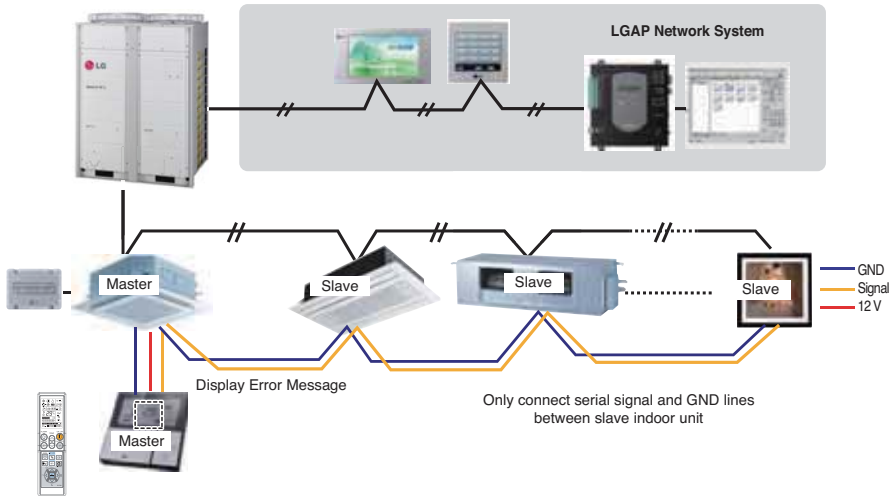 LGAP Network System
LG
Master
Slave
Slave
Slave
GND
Signal
12 V
Display Error Message
Only connect serial signal and GND lines
between slave indoor unit
Master